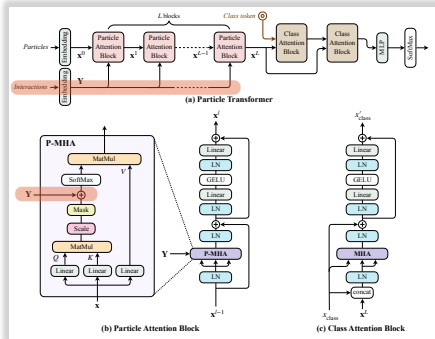 L blocks
Class token
Particles
Embedding
x⁰
Particle
Attention
Block
x¹
Particle
Attention
Block
x^{L−1}
Particle
Attention
Block
x^L
Class
Attention
Block
Class
Attention
Block
MLP
SoftMax
Interactions
Embedding
Y
(a) Particle Transformer
P-MHA
MatMul
SoftMax
V
Y
Mask
Scale
MatMul
Q
K
Linear
Linear
Linear
x
(b) Particle Attention Block
x^l
Linear
LN
GELU
Linear
LN
LN
Y
P-MHA
LN
x^{l−1}
(c) Class Attention Block
x'_class
Linear
LN
GELU
Linear
LN
LN
MHA
LN
concat
x_class
x^L